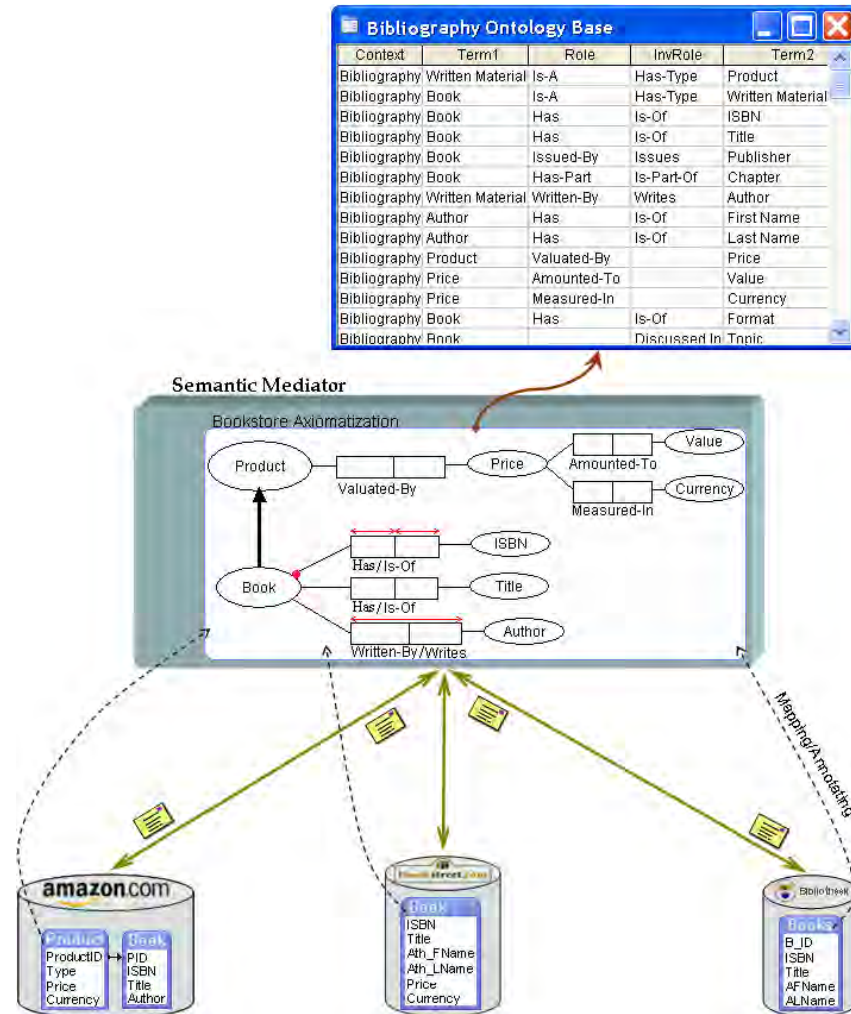 Bibliography Ontology Base
Context Term1 Role InvRole Term2
Bibliography Written Material Is-A Has-Type Product
Bibliography Book Is-A Has-Type Written Material
Bibliography Book Has Is-Of ISBN
Bibliography Book Has Is-Of Title
Bibliography Book Issued-By Issues Publisher
Bibliography Book Has-Part Is-Part-Of Chapter
Bibliography Written Material Written-By Writes Author
Bibliography Author Has Is-Of First Name
Bibliography Author Has Is-Of Last Name
Bibliography Product Valuated-By Price
Bibliography Price Amounted-To Value
Bibliography Price Measured-In Currency
Bibliography Book Has Is-Of Format
Bibliography Book Discussed In Topic
Semantic Mediator
Bookstore Axiomatization
Product
Valuated-By
Price
Amounted-To
Value
Measured-In
Currency
Book
Has/Is-Of
ISBN
Has/Is-Of
Title
Written-By/Writes
Author
Mapping/Annotating
amazon.com
Product
ProductID
Type
Price
Currency
Book
PID
ISBN
Title
Author
Book
ISBN
Title
Ath_FName
Ath_LName
Price
Currency
Bibliotheek
Books
B_ID
ISBN
Title
AFName
ALName